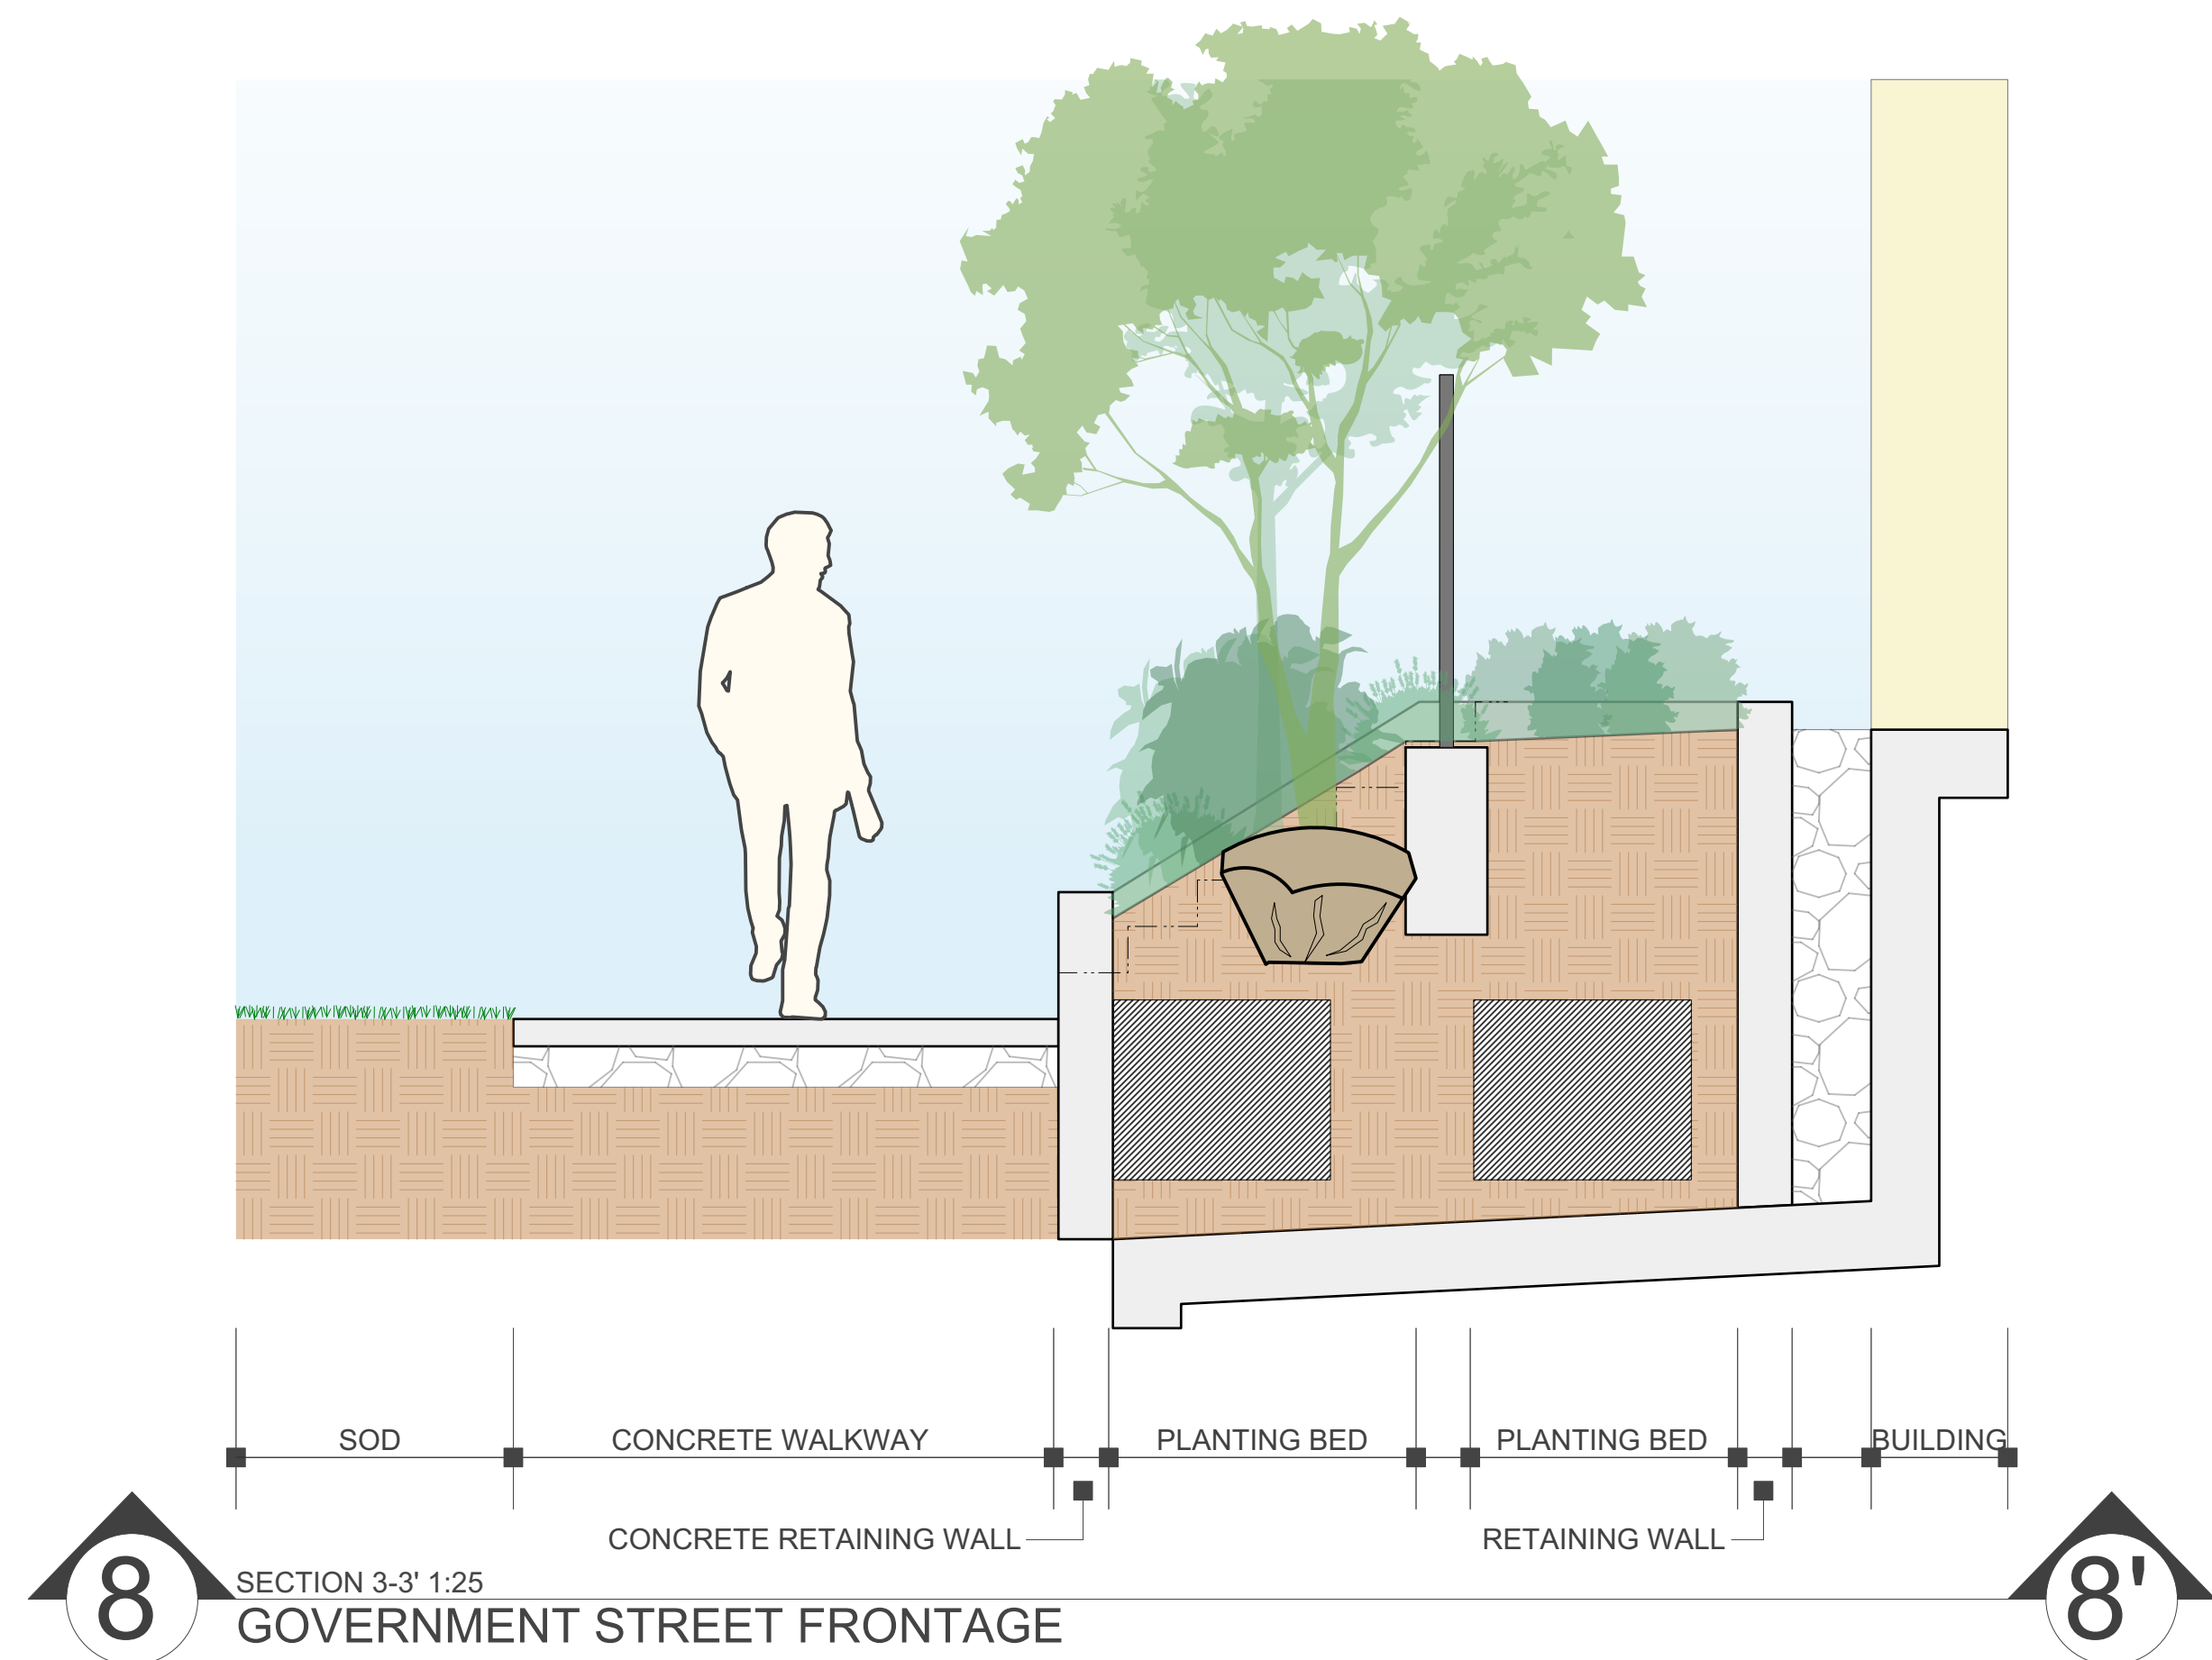 SOD
CONCRETE WALKWAY
PLANTING BED
PLANTING BED
BUILDING
CONCRETE RETAINING WALL
RETAINING WALL
8
SECTION 3-3' 1:25
GOVERNMENT STREET FRONTAGE
8'